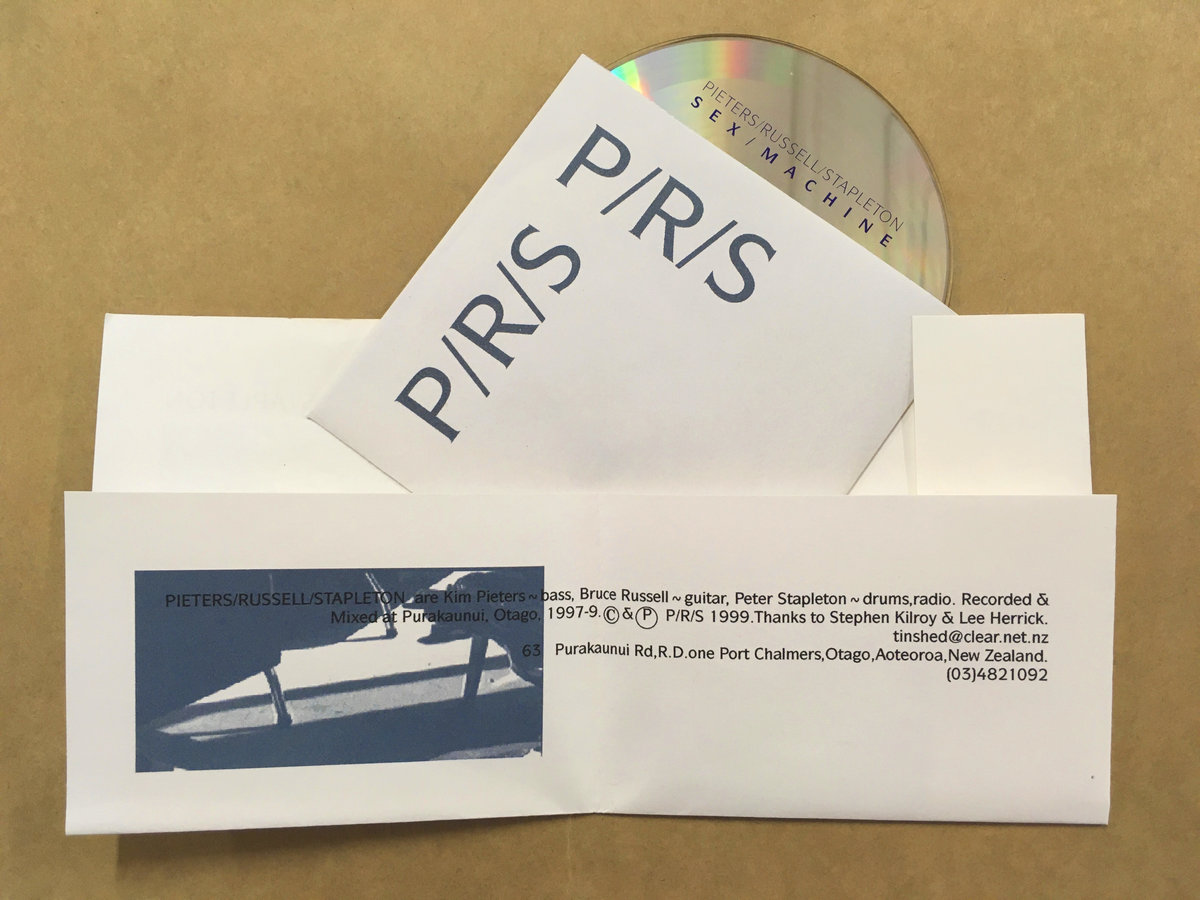 PIETERS/RUSSELL/STAPLETON
SEX/MACHINE
P/R/S
P/R/S
PIETERS/RUSSELL/STAPLETON are Kim Pieters ~ bass, Bruce Russell ~ guitar, Peter Stapleton ~ drums,radio. Recorded &
Mixed at Purakaunui, Otago, 1997-9.©&℗ P/R/S 1999.Thanks to Stephen Kilroy & Lee Herrick.
tinshed@clear.net.nz
63 Purakaunui Rd,R.D.one Port Chalmers,Otago,Aoteoroa,New Zealand.
(03)4821092